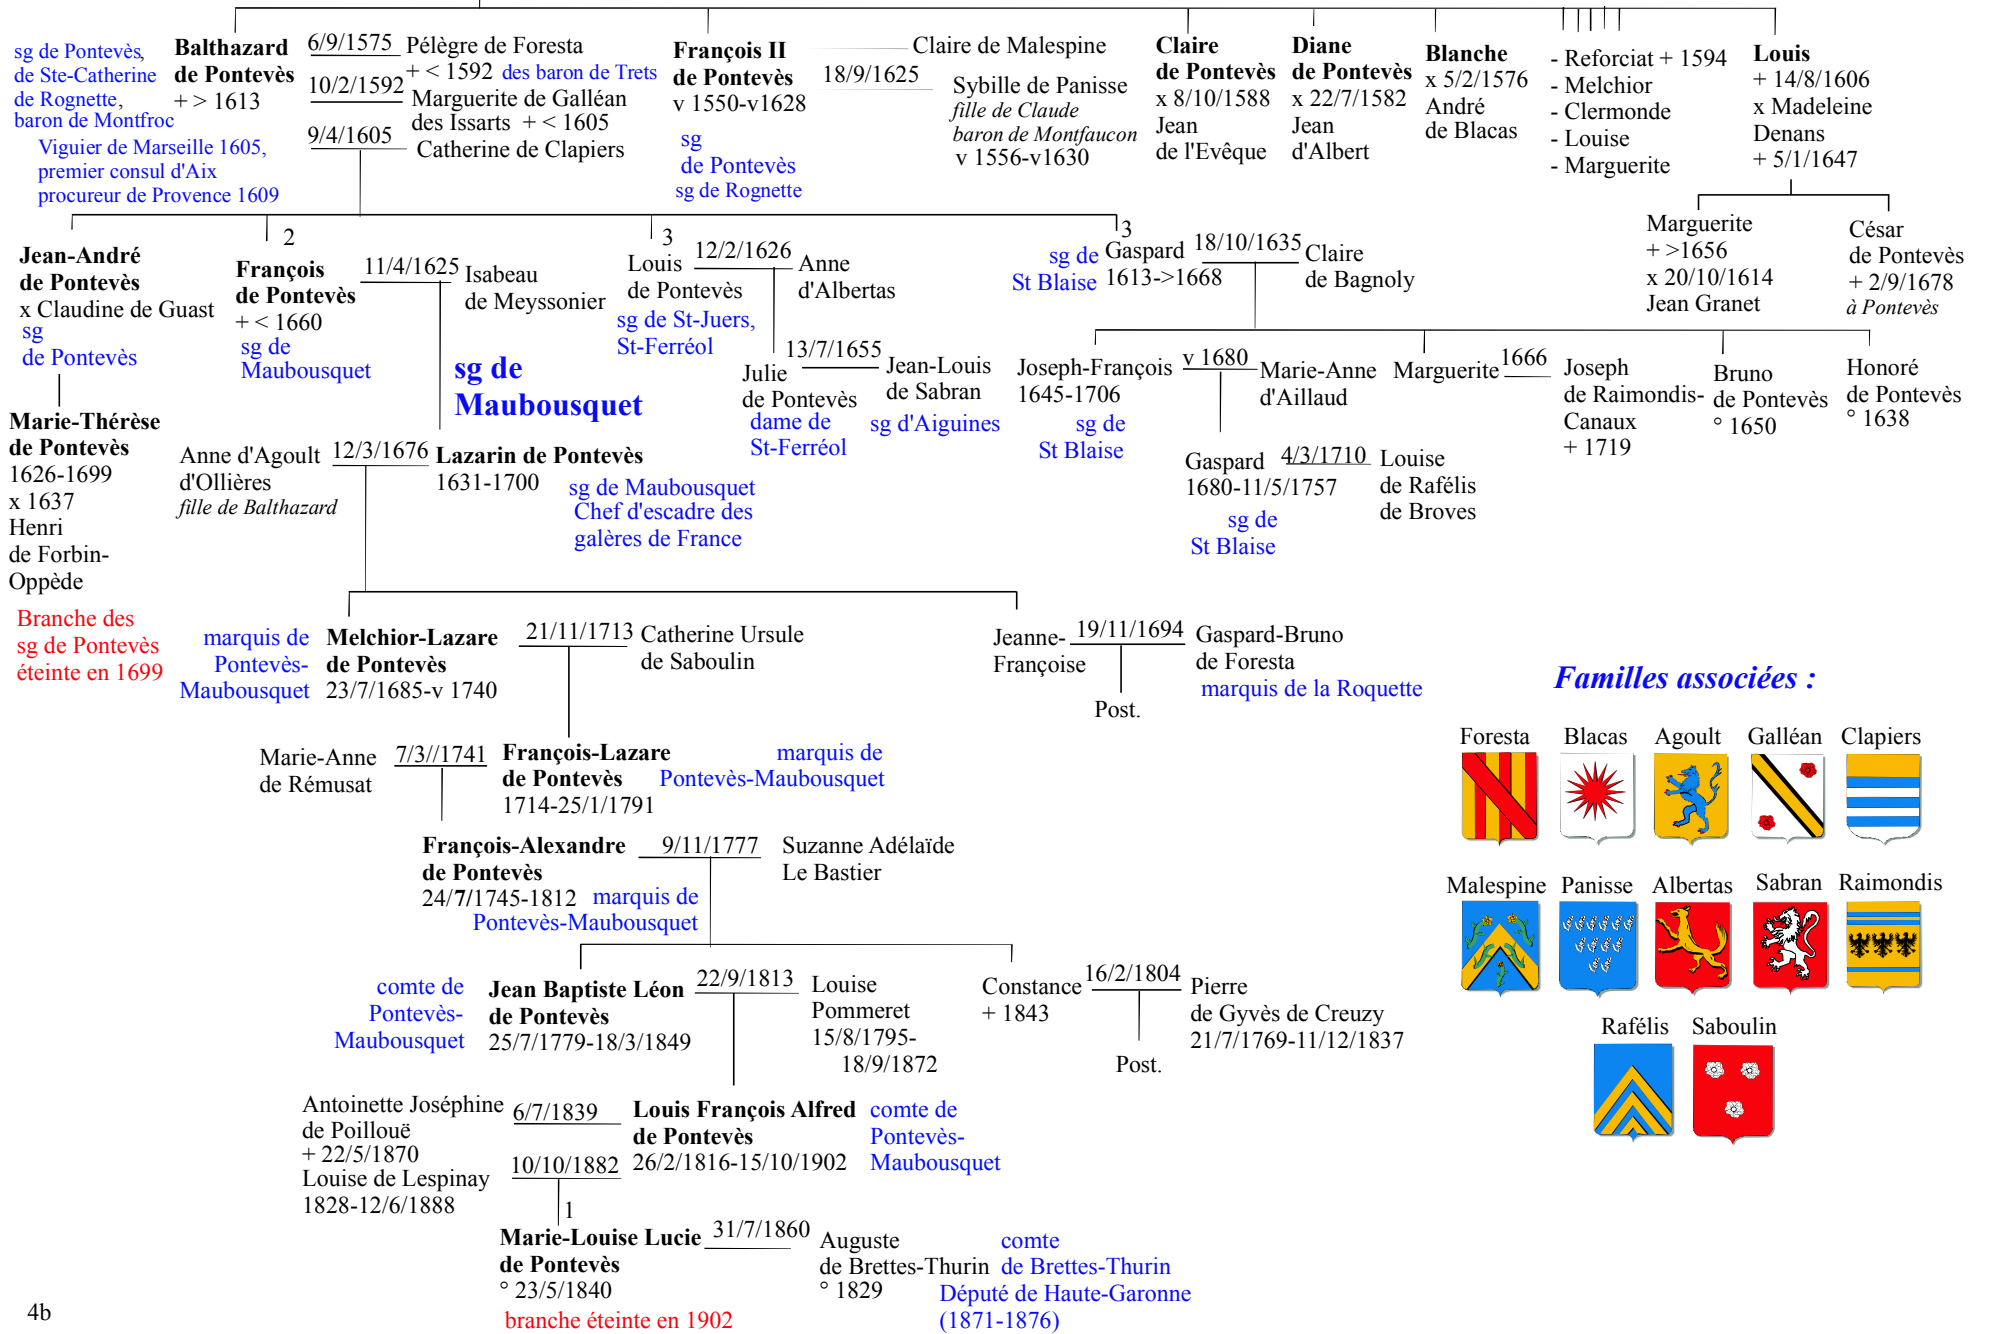 sg de Pontevès,
de Ste-Catherine
de Rognette,
baron de Montfroc
Viguier de Marseille 1605,
premier consul d'Aix
procureur de Provence 1609
Balthazard
de Pontevès
+ > 1613
6/9/1575
Pélègre de Foresta
+ < 1592 des baron de Trets
10/2/1592
Marguerite de Galléan
des Issarts + < 1605
9/4/1605
Catherine de Clapiers
François II
de Pontevès
v 1550-v1628
sg
de Pontevès
sg de Rognette
Claire de Malespine
18/9/1625
Sybille de Panisse
fille de Claude
baron de Montfaucon
v 1556-v1630
Claire
de Pontevès
x 8/10/1588
Jean
de l'Evêque
Diane
de Pontevès
x 22/7/1582
Jean
d'Albert
Blanche
x 5/2/1576
André
de Blacas
- Reforciat + 1594
- Melchior
- Clermonde
- Louise
- Marguerite
Louis
+ 14/8/1606
x Madeleine
Denans
+ 5/1/1647
Jean-André
de Pontevès
x Claudine de Guast
sg
de Pontevès
2
François
de Pontevès
+ < 1660
sg de
Maubousquet
11/4/1625
Isabeau
de Meyssonier
3
Louis
de Pontevès
sg de St-Juers,
St-Ferréol
12/2/1626
Anne
d'Albertas
3
sg de
St Blaise
Gaspard
1613->1668
18/10/1635
Claire
de Bagnoly
Marguerite
+ >1656
x 20/10/1614
Jean Granet
César
de Pontevès
+ 2/9/1678
à Pontevès
Marie-Thérèse
de Pontevès
1626-1699
x 1637
Henri
de Forbin-
Oppède
Branche des
sg de Pontevès
éteinte en 1699
sg de
Maubousquet
Julie
de Pontevès
dame de
St-Ferréol
13/7/1655
Jean-Louis
de Sabran
sg d'Aiguines
Joseph-François
1645-1706
sg de
St Blaise
v 1680
Marie-Anne
d'Aillaud
Marguerite
1666
Joseph
de Raimondis-
Canaux
+ 1719
Bruno
de Pontevès
° 1650
Honoré
de Pontevès
° 1638
Anne d'Agoult
d'Ollières
fille de Balthazard
12/3/1676
Lazarin de Pontevès
1631-1700
sg de Maubousquet
Chef d'escadre des
galères de France
Gaspard
1680-11/5/1757
sg de
St Blaise
4/3/1710
Louise
de Rafélis
de Broves
marquis de
Pontevès-
Maubousquet
Melchior-Lazare
de Pontevès
23/7/1685-v 1740
21/11/1713
Catherine Ursule
de Saboulin
Jeanne-
Françoise
19/11/1694
Gaspard-Bruno
de Foresta
marquis de la Roquette
Post.
Marie-Anne
de Rémusat
7/3//1741
François-Lazare
de Pontevès
1714-25/1/1791
marquis de
Pontevès-Maubousquet
François-Alexandre
de Pontevès
24/7/1745-1812
marquis de
Pontevès-Maubousquet
9/11/1777
Suzanne Adélaïde
Le Bastier
comte de
Pontevès-
Maubousquet
Jean Baptiste Léon
de Pontevès
25/7/1779-18/3/1849
22/9/1813
Louise
Pommeret
15/8/1795-
18/9/1872
Constance
+ 1843
16/2/1804
Pierre
de Gyvès de Creuzy
21/7/1769-11/12/1837
Post.
Antoinette Joséphine
de Poillouë
+ 22/5/1870
6/7/1839
Louise de Lespinay
1828-12/6/1888
10/10/1882
Louis François Alfred
de Pontevès
26/2/1816-15/10/1902
comte de
Pontevès-
Maubousquet
1
Marie-Louise Lucie
de Pontevès
° 23/5/1840
branche éteinte en 1902
31/7/1860
Auguste
de Brettes-Thurin
° 1829
comte
de Brettes-Thurin
Député de Haute-Garonne
(1871-1876)
Familles associées :
Foresta
Blacas
Agoult
Galléan
Clapiers
Malespine
Panisse
Albertas
Sabran
Raimondis
Rafélis
Saboulin
4b